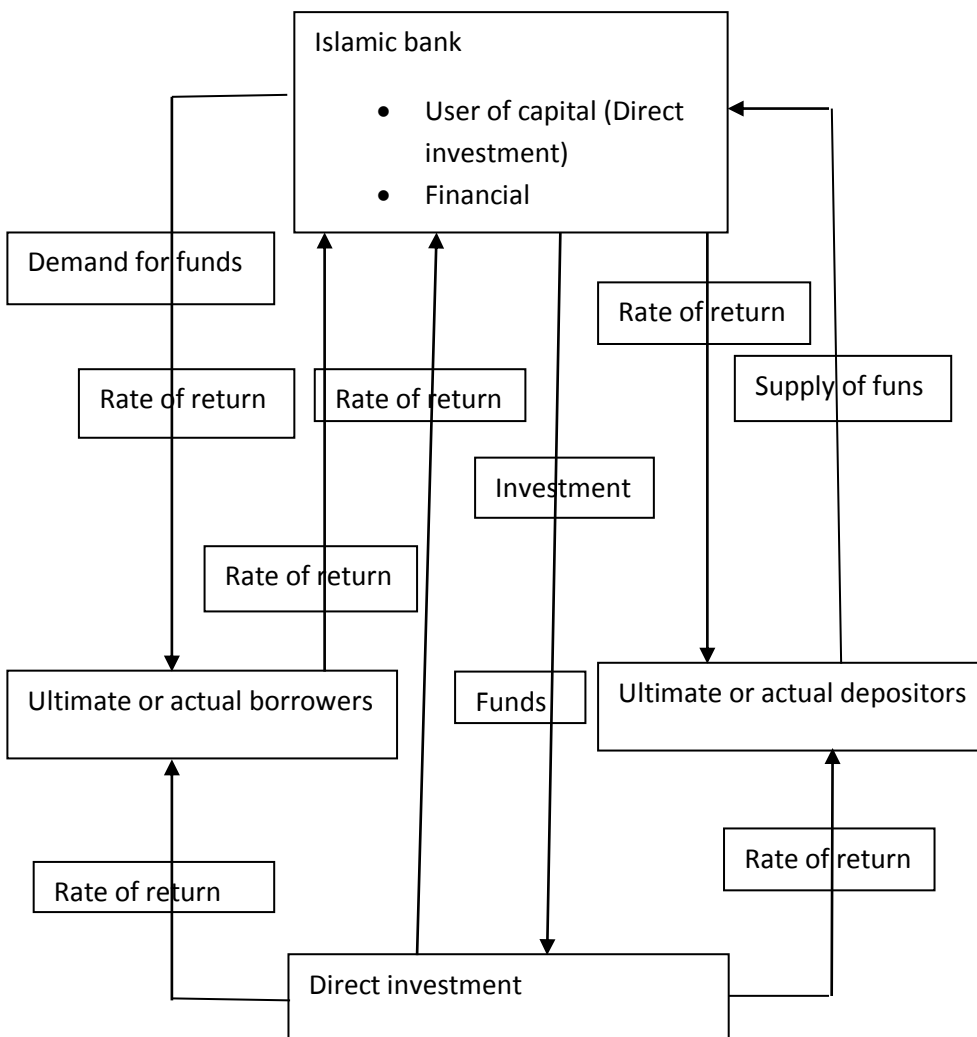 Islamic bank
• User of capital (Direct
investment)
• Financial
Demand for funds
Rate of return
Rate of return
Rate of return
Supply of funs
Investment
Rate of return
Ultimate or actual borrowers
Funds
Ultimate or actual depositors
Rate of return
Rate of return
Direct investment